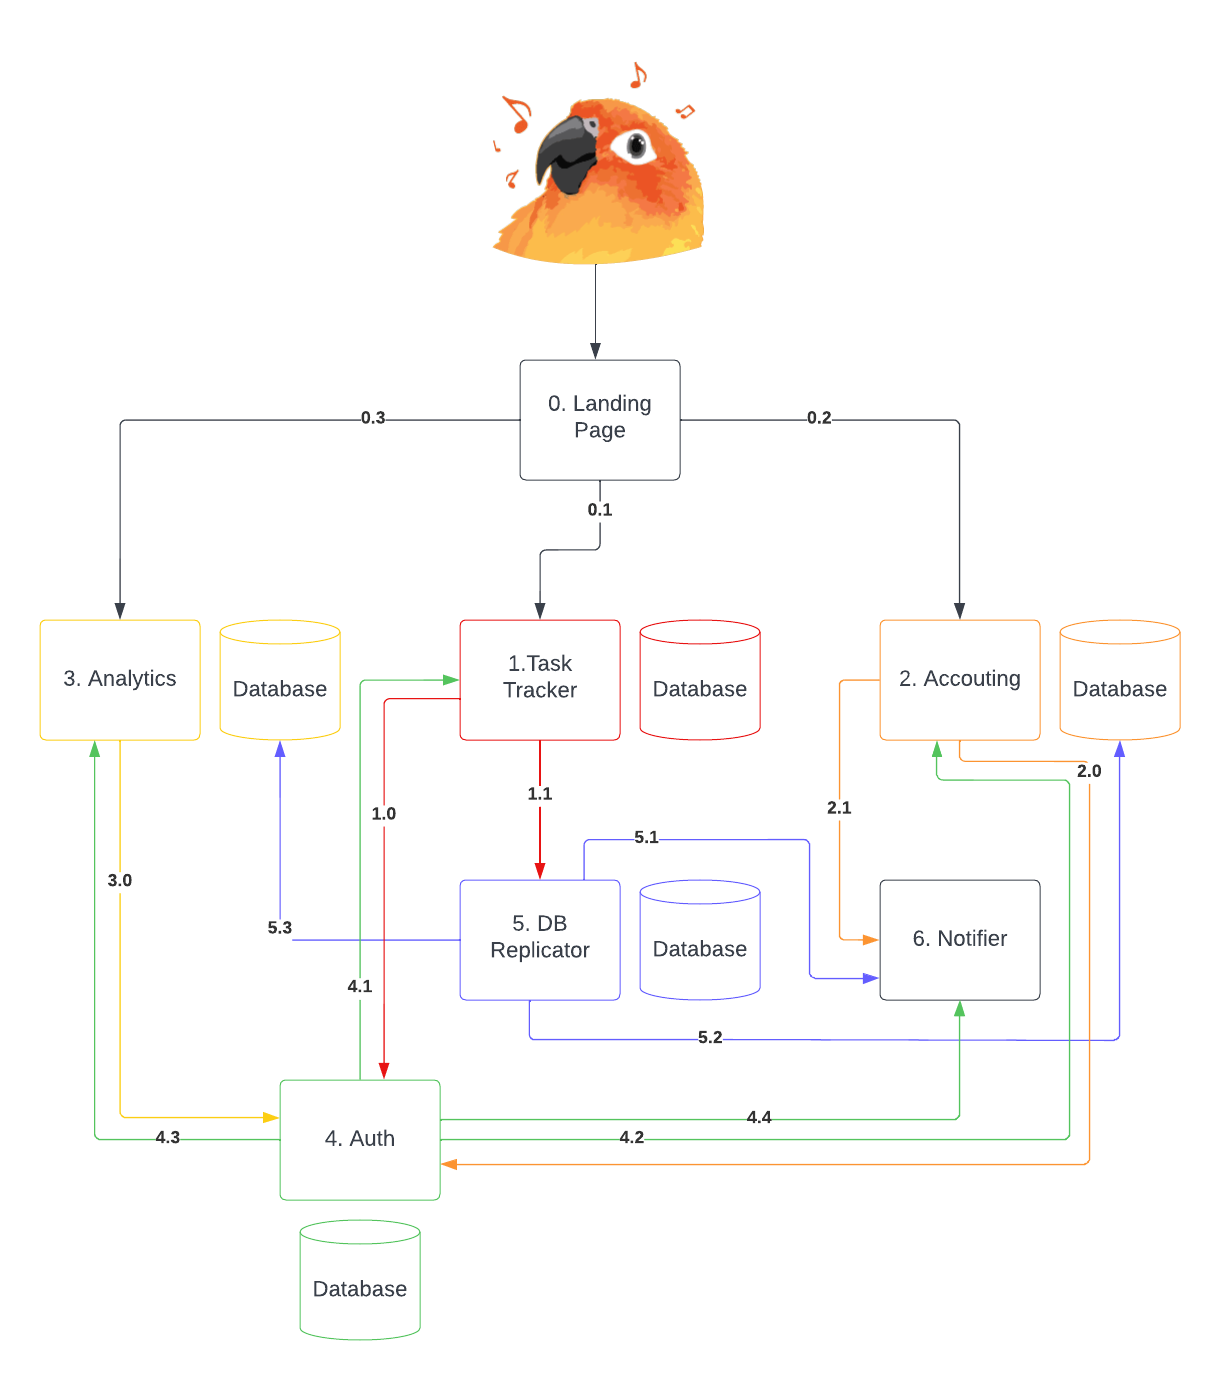 0. Landing
Page
0.3
0.2
0.1
3. Analytics
Database
1.Task
Tracker
Database
2. Accouting
Database
2.0
1.1
2.1
1.0
5.1
3.0
5.3
5. DB
Replicator
Database
6. Notifier
4.1
5.2
4.4
4.3
4. Auth
4.2
Database